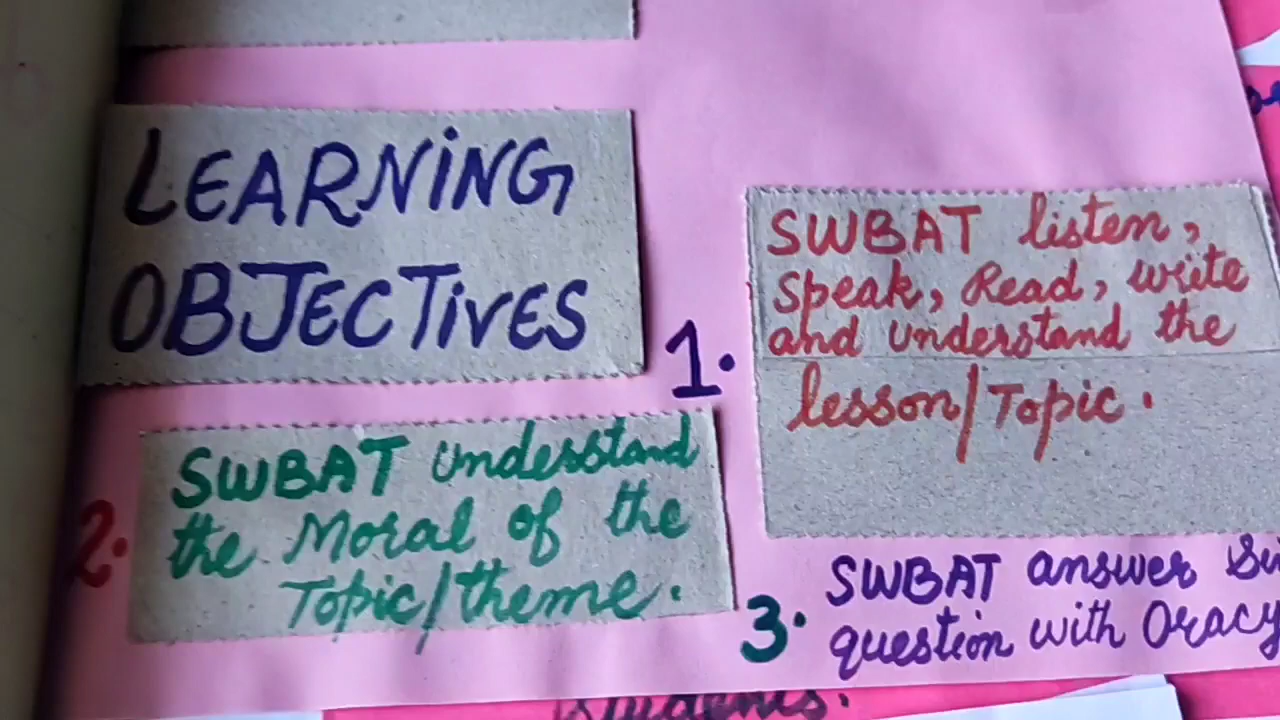 LEARNING
OBJECTIVES
1.
SWBAT listen,
speak, Read, write
and understand the
lesson/Topic.
2.
SWBAT understand
the Moral of the
Topic/theme.
3.
SWBAT answer
question with Oracy
students.